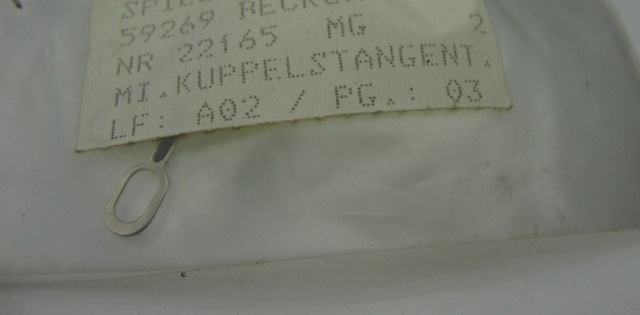 59269
NR 22165 MG 2
MI.KUPPELSTANGENT.
LF: A02 / PG.: 03